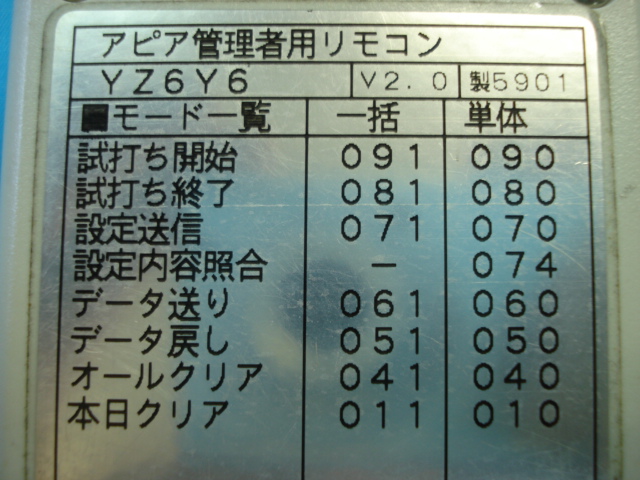 アピア管理者用リモコン
YZ6Y6 V2.0 製5901
■モード一覧 一括 単体
試打ち開始 091 090
試打ち終了 081 080
設定送信 071 070
設定内容照合 － 074
データ送り 061 060
データ戻し 051 050
オールクリア 041 040
本日クリア 011 010